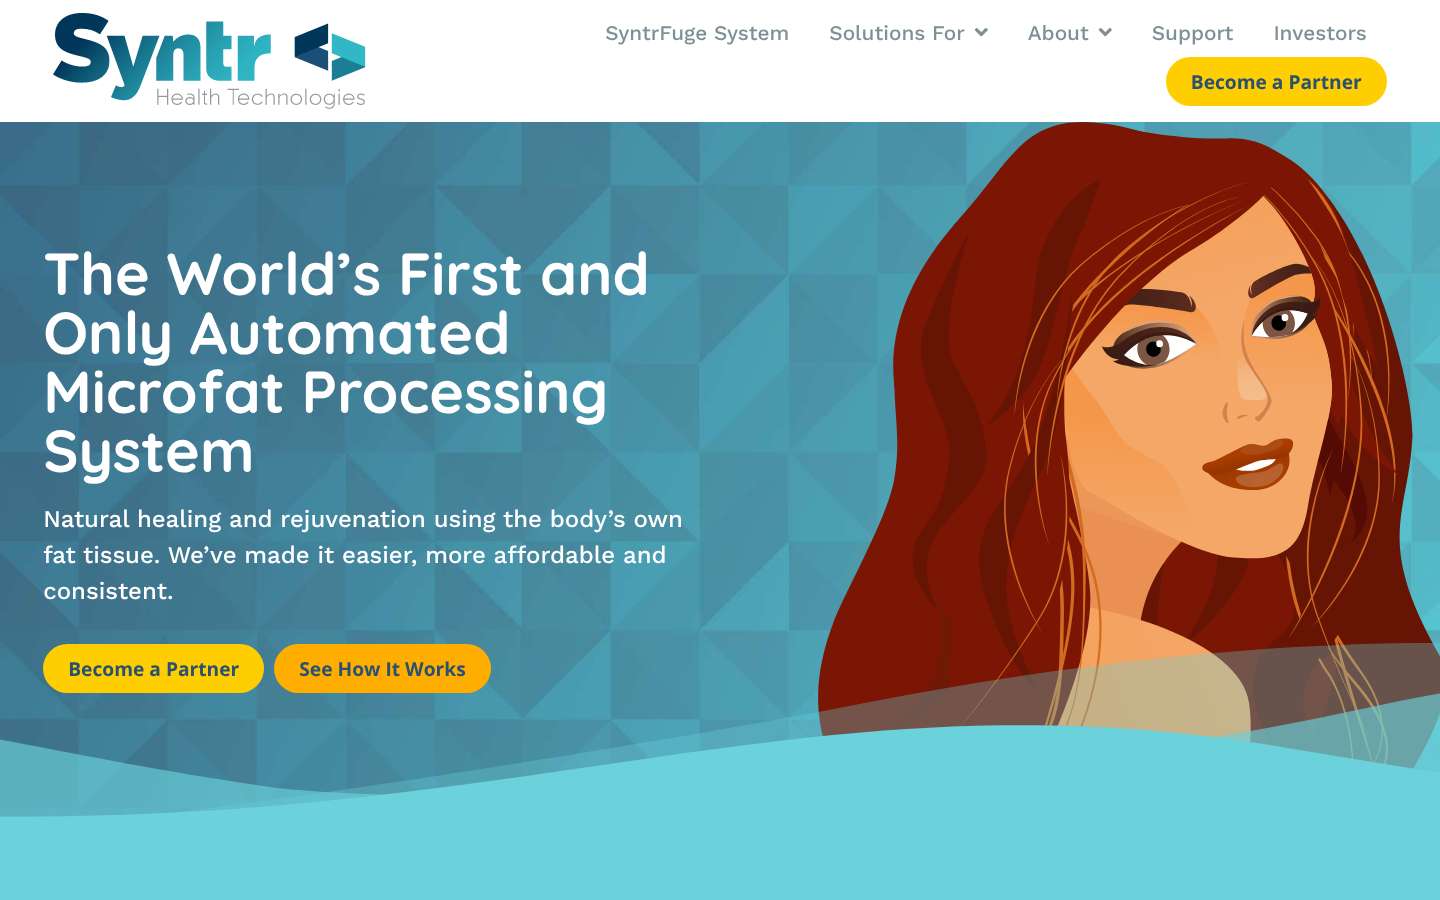 Syntr
Health Technologies
SyntrFuge System
Solutions For
About
Support
Investors
Become a Partner
The World’s First and
Only Automated
Microfat Processing
System
Natural healing and rejuvenation using the body’s own
fat tissue. We’ve made it easier, more affordable and
consistent.
Become a Partner
See How It Works